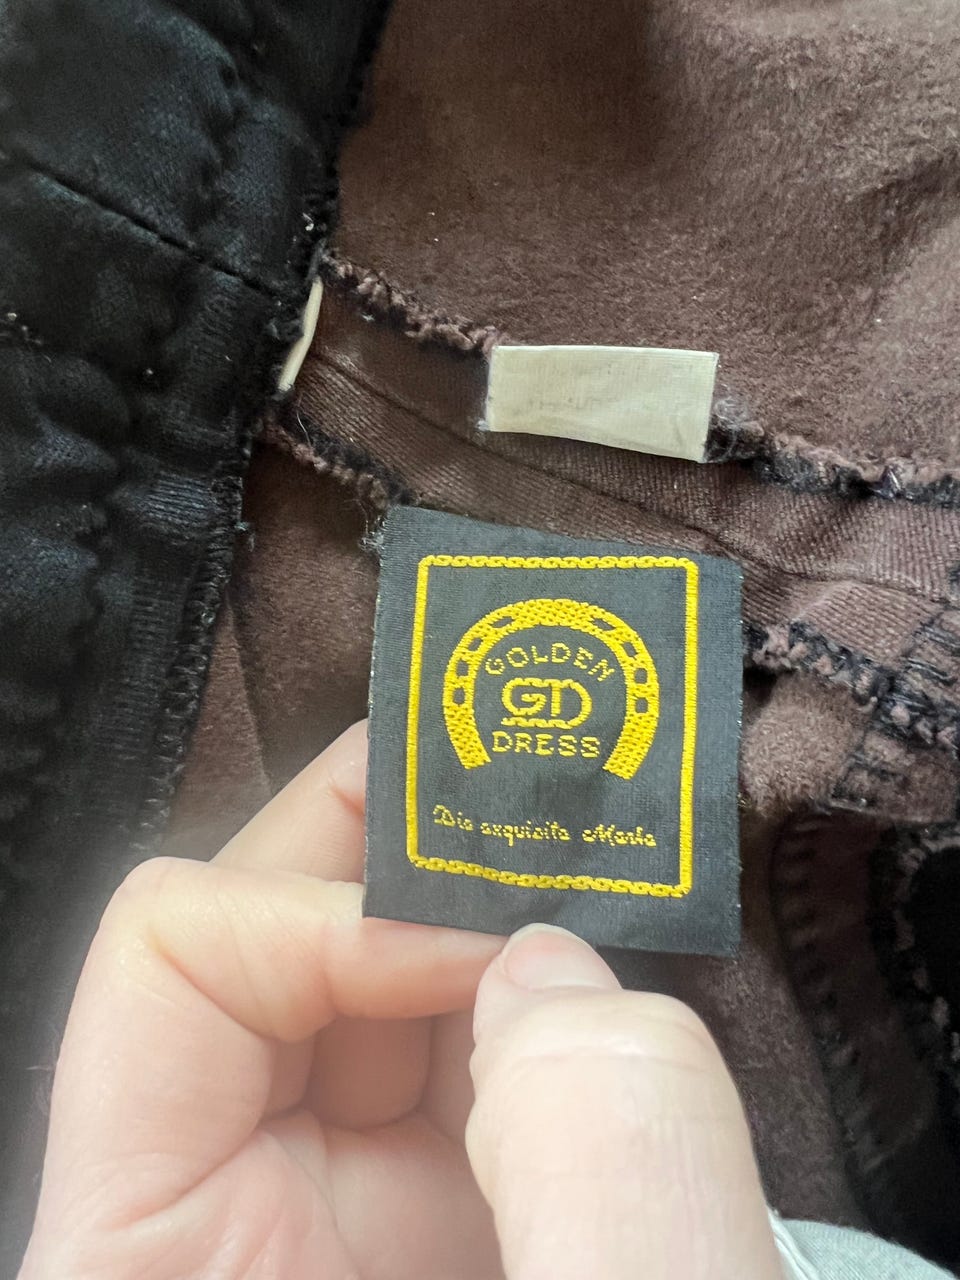 GOLDEN
GD
DRESS
Die exquisite Marke